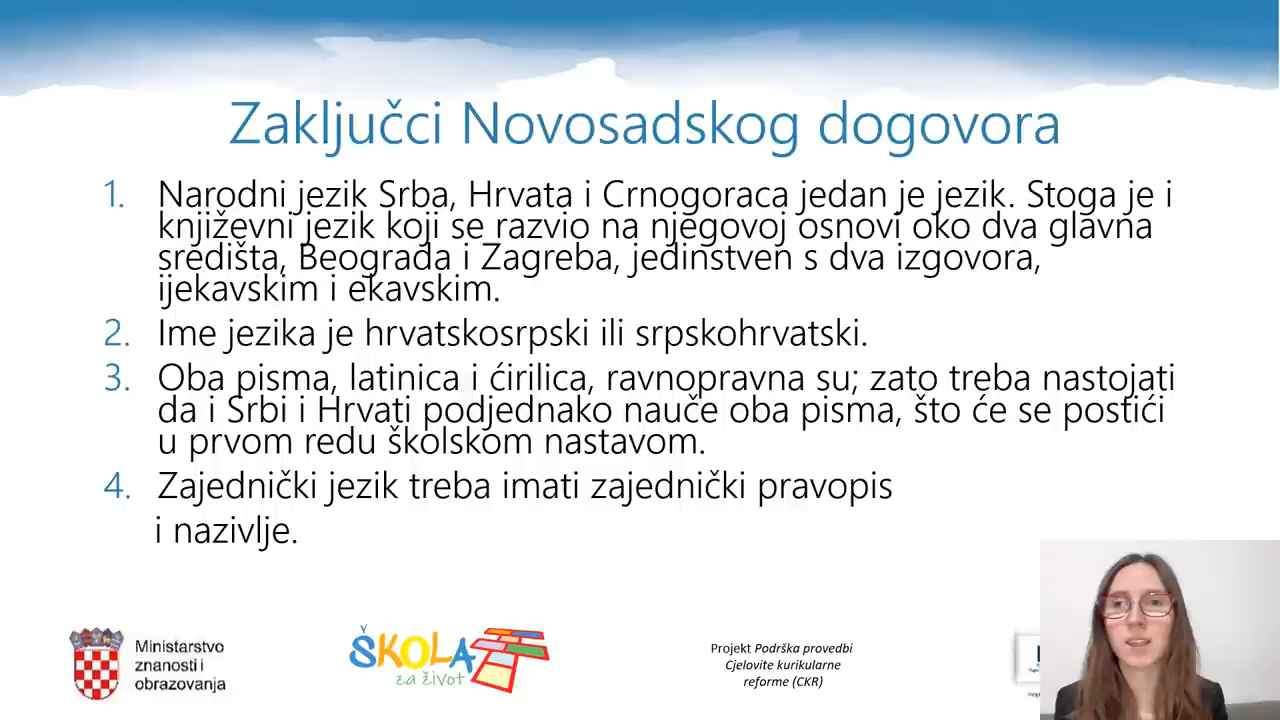 Zaključci Novosadskog dogovora
1. Narodni jezik Srba, Hrvata i Crnogoraca jedan je jezik. Stoga je i
književni jezik koji se razvio na njegovoj osnovi oko dva glavna
središta, Beograda i Zagreba, jedinstven s dva izgovora,
ijekavskim i ekavskim.
2. Ime jezika je hrvatskosrpski ili srpskohrvatski.
3. Oba pisma, latinica i ćirilica, ravnopravna su; zato treba nastojati
da i Srbi i Hrvati podjednako nauče oba pisma, što će se postići
u prvom redu školskom nastavom.
4. Zajednički jezik treba imati zajednički pravopis
i nazivlje.
Ministarstvo
znanosti i
obrazovanja
ŠKOLA
za život
Projekt Podrška provedbi
Cjelovite kurikularne
reforme (CKR)